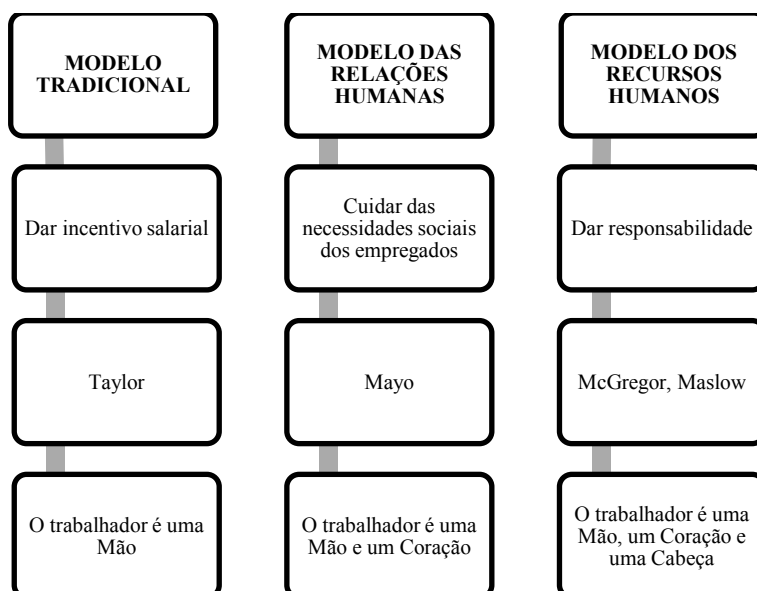 MODELO
TRADICIONAL
Dar incentivo salarial
Taylor
O trabalhador é uma
Mão
MODELO DAS
RELAÇÕES
HUMANAS
Cuidar das
necessidades sociais
dos empregados
Mayo
O trabalhador é uma
Mão e um Coração
MODELO DOS
RECURSOS
HUMANOS
Dar responsabilidade
McGregor, Maslow
O trabalhador é uma
Mão, um Coração e
uma Cabeça